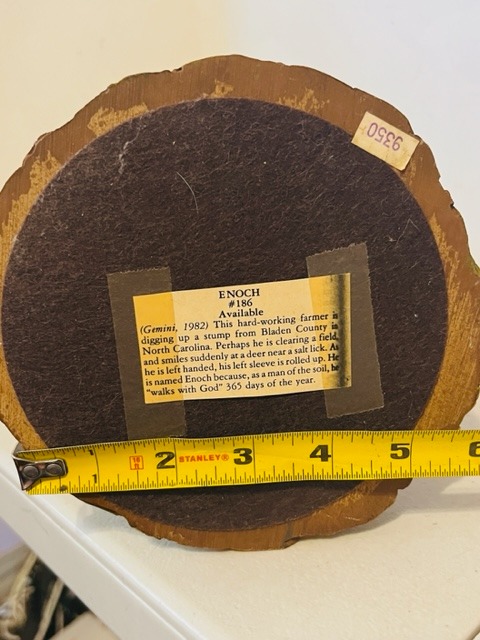 9350
ENOCH
#186
Available
(Gemini, 1982) This hard-working farmer is
digging up a stump from Bladen County in
North Carolina. Perhaps he is clearing a field,
and smiles suddenly at a deer near a salt lick. As
he is left handed, his left sleeve is rolled up. He
is named Enoch because, as a man of the soil, he
"walks with God" 365 days of the year.
1 16 2 STANLEY® 3 4 5 6